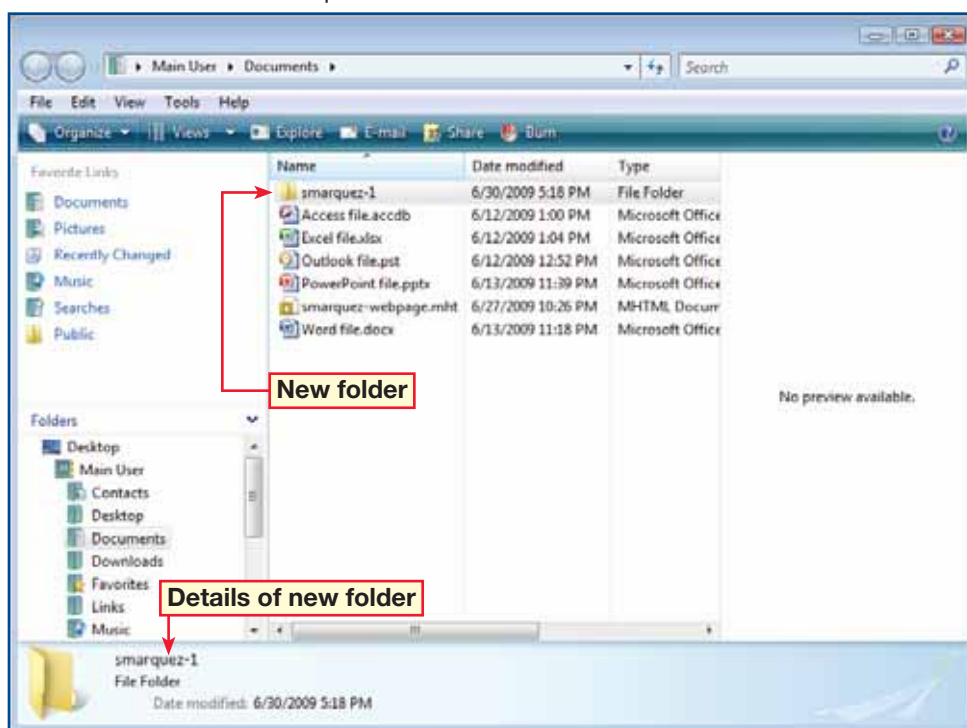 Main User ▸ Documents ▸
Search
File Edit View Tools Help
Organize Views Explore E-mail Share Burn
Favorite Links
Documents
Pictures
Recently Changed
Music
Searches
Public
Folders
Desktop
Main User
Contacts
Desktop
Documents
Downloads
Favorites
Links
Music
Name Date modified Type
smarquez-1 6/30/2009 5:18 PM File Folder
Access file.accdb 6/12/2009 1:00 PM Microsoft Office
Excel file.xlsx 6/12/2009 1:04 PM Microsoft Office
Outlook file.pst 6/12/2009 12:52 PM Microsoft Office
PowerPoint file.pptx 6/13/2009 11:39 PM Microsoft Office
smarquez-webpage.mht 6/27/2009 10:26 PM MHTML Docum
Word file.docx 6/13/2009 11:18 PM Microsoft Office
New folder
No preview available.
Details of new folder
smarquez-1
File Folder
Date modified: 6/30/2009 5:18 PM